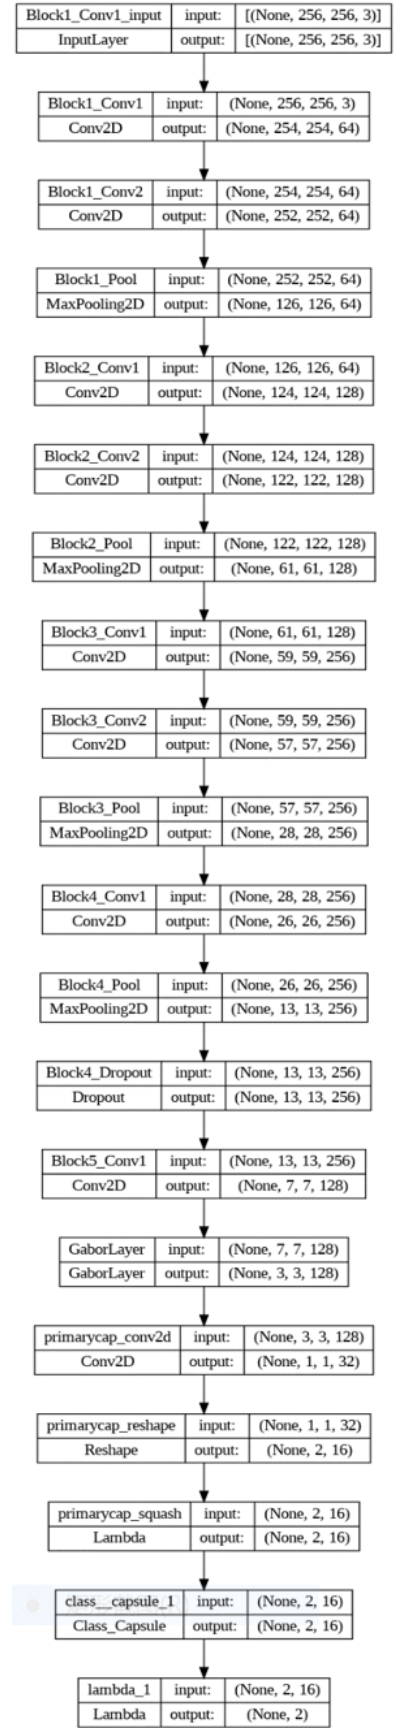 Block1_Conv1_input input: [(None, 256, 256, 3)]
InputLayer output: [(None, 256, 256, 3)]
Block1_Conv1 input: (None, 256, 256, 3)
Conv2D output: (None, 254, 254, 64)
Block1_Conv2 input: (None, 254, 254, 64)
Conv2D output: (None, 252, 252, 64)
Block1_Pool input: (None, 252, 252, 64)
MaxPooling2D output: (None, 126, 126, 64)
Block2_Conv1 input: (None, 126, 126, 64)
Conv2D output: (None, 124, 124, 128)
Block2_Conv2 input: (None, 124, 124, 128)
Conv2D output: (None, 122, 122, 128)
Block2_Pool input: (None, 122, 122, 128)
MaxPooling2D output: (None, 61, 61, 128)
Block3_Conv1 input: (None, 61, 61, 128)
Conv2D output: (None, 59, 59, 256)
Block3_Conv2 input: (None, 59, 59, 256)
Conv2D output: (None, 57, 57, 256)
Block3_Pool input: (None, 57, 57, 256)
MaxPooling2D output: (None, 28, 28, 256)
Block4_Conv1 input: (None, 28, 28, 256)
Conv2D output: (None, 26, 26, 256)
Block4_Pool input: (None, 26, 26, 256)
MaxPooling2D output: (None, 13, 13, 256)
Block4_Dropout input: (None, 13, 13, 256)
Dropout output: (None, 13, 13, 256)
Block5_Conv1 input: (None, 13, 13, 256)
Conv2D output: (None, 7, 7, 128)
GaborLayer input: (None, 7, 7, 128)
GaborLayer output: (None, 3, 3, 128)
primarycap_conv2d input: (None, 3, 3, 128)
Conv2D output: (None, 1, 1, 32)
primarycap_reshape input: (None, 1, 1, 32)
Reshape output: (None, 2, 16)
primarycap_squash input: (None, 2, 16)
Lambda output: (None, 2, 16)
class__capsule_1 input: (None, 2, 16)
Class_Capsule output: (None, 2, 16)
lambda_1 input: (None, 2, 16)
Lambda output: (None, 2)